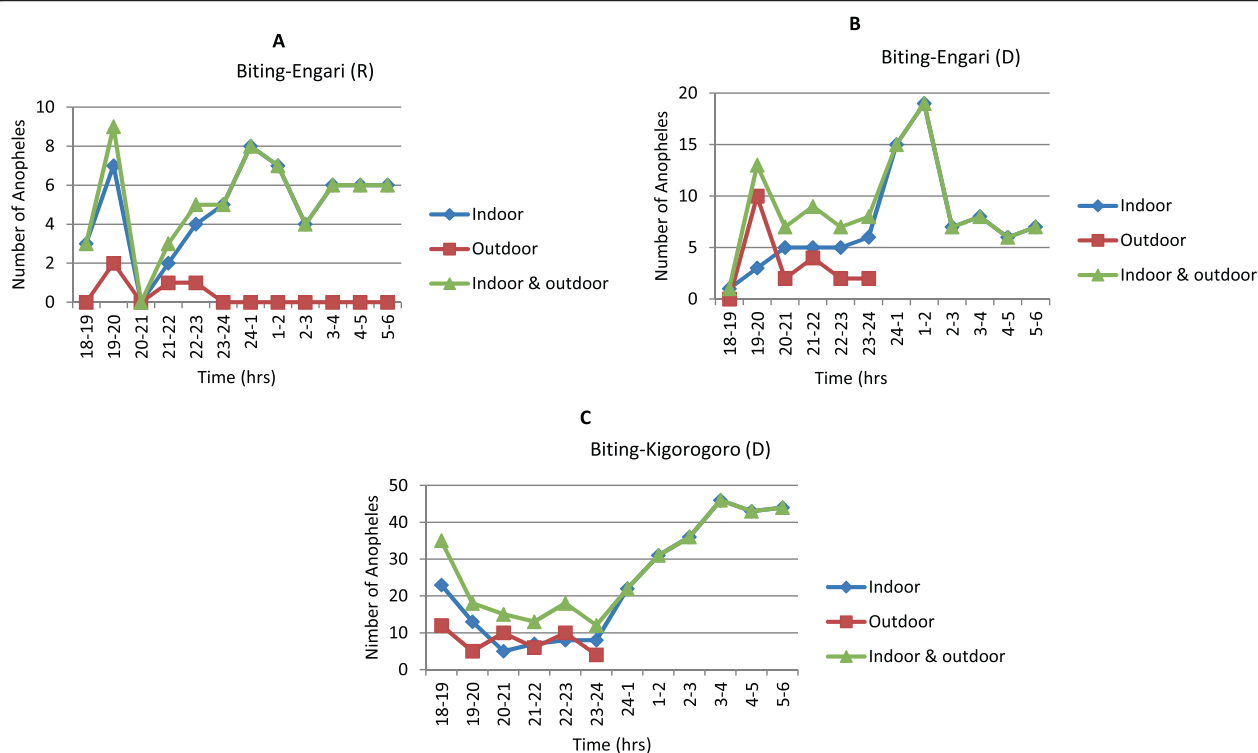 A
Biting-Engari (R)
Number of Anopheles
10
8
6
4
2
0
18-19
19-20
20-21
21-22
22-23
23-24
24-1
1-2
2-3
3-4
4-5
5-6
Time (hrs)
Indoor
Outdoor
Indoor & outdoor
B
Biting-Engari (D)
Number of Anopheles
20
15
10
5
0
18-19
19-20
20-21
21-22
22-23
23-24
24-1
1-2
2-3
3-4
4-5
5-6
Time (hrs
Indoor
Outdoor
Indoor & outdoor
C
Biting-Kigorogoro (D)
Nimber of Anopheles
50
40
30
20
10
0
18-19
19-20
20-21
21-22
22-23
23-24
24-1
1-2
2-3
3-4
4-5
5-6
Time (hrs)
Indoor
Outdoor
Indoor & outdoor